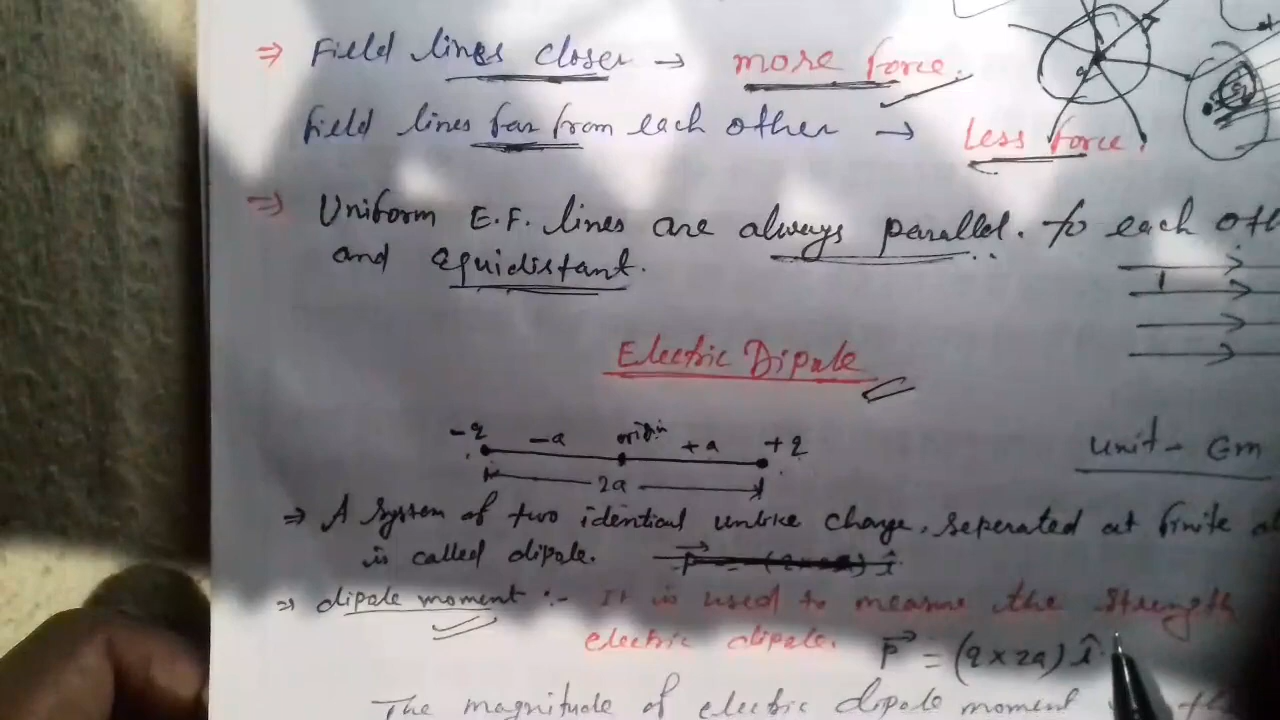 ⇒ Field lines closer → more force.
Field lines far from each other → less force.
⇒ Uniform E.F. lines are always parallel. to each oth
and equidistant.
Electric Dipole
-q -a origin +a +q
2a
Unit - Cm
⇒ A system of two identical unlike charge, seperated at finite
is called dipole.
⇒ dipole moment :- It is used to measure the strength
electric dipole. p⃗ = (q × 2a) î
The magnitude of electric dipole moment